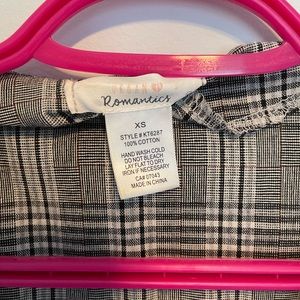 Romantics
XS
STYLE # KT6287
100% COTTON
HAND WASH COLD
DO NOT BLEACH
LAY FLAT TO DRY
IRON IF NECESSARY
CA# 07043
MADE IN CHINA